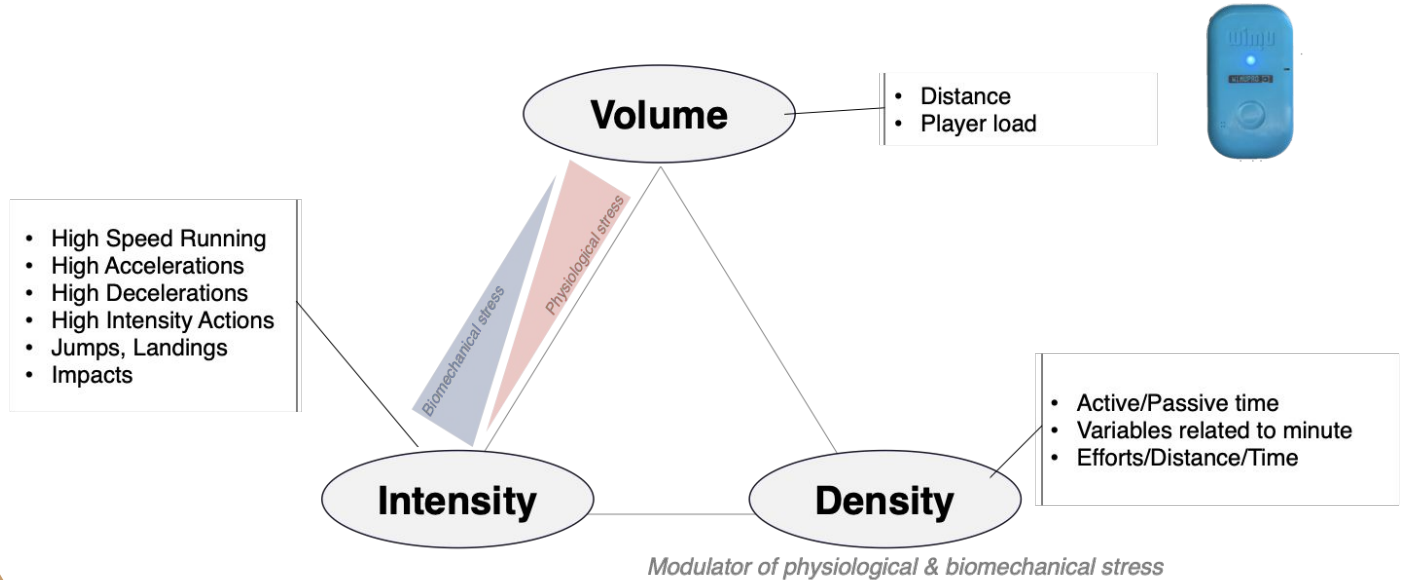 wimu
Volume
• Distance
• Player load
Biomechanical stress
Physiological stress
• High Speed Running
• High Accelerations
• High Decelerations
• High Intensity Actions
• Jumps, Landings
• Impacts
• Active/Passive time
• Variables related to minute
• Efforts/Distance/Time
Intensity
Density
Modulator of physiological & biomechanical stress